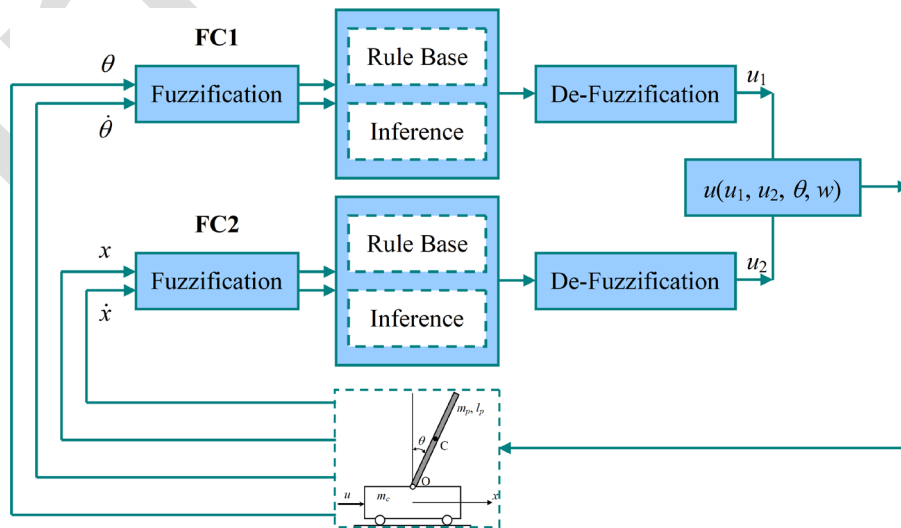 FC1
θ
θ̇
Fuzzification
Rule Base
Inference
De-Fuzzification
u₁
u(u₁, u₂, θ, w)
FC2
x
ẋ
Fuzzification
Rule Base
Inference
De-Fuzzification
u₂
mₚ, lₚ
θ
C
O
u
m꜀
x